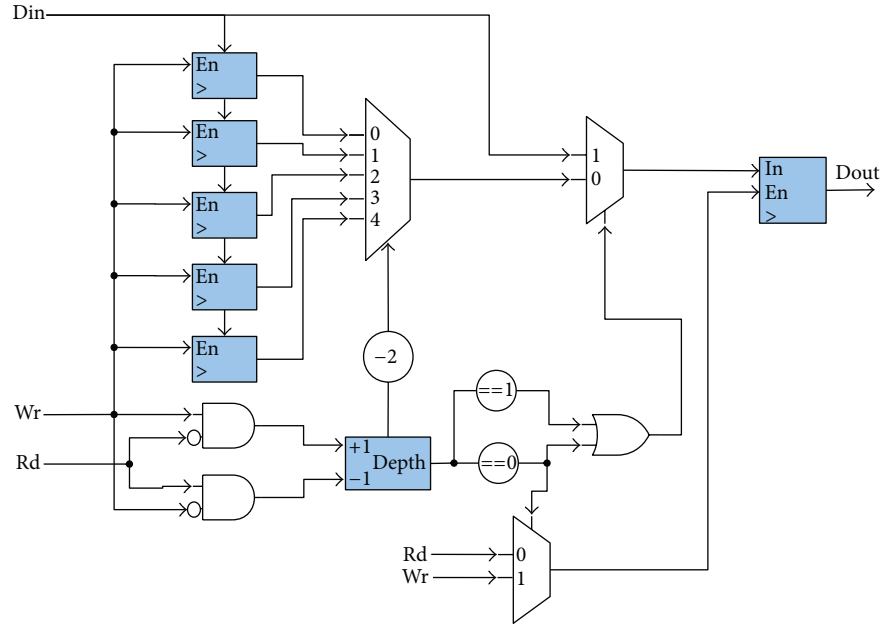 Din
En
>
En
>
En
>
En
>
En
>
0
1
2
3
4
1
0
In
En
>
Dout
−2
Wr
Rd
+1
Depth
−1
==1
==0
Rd
0
Wr
1